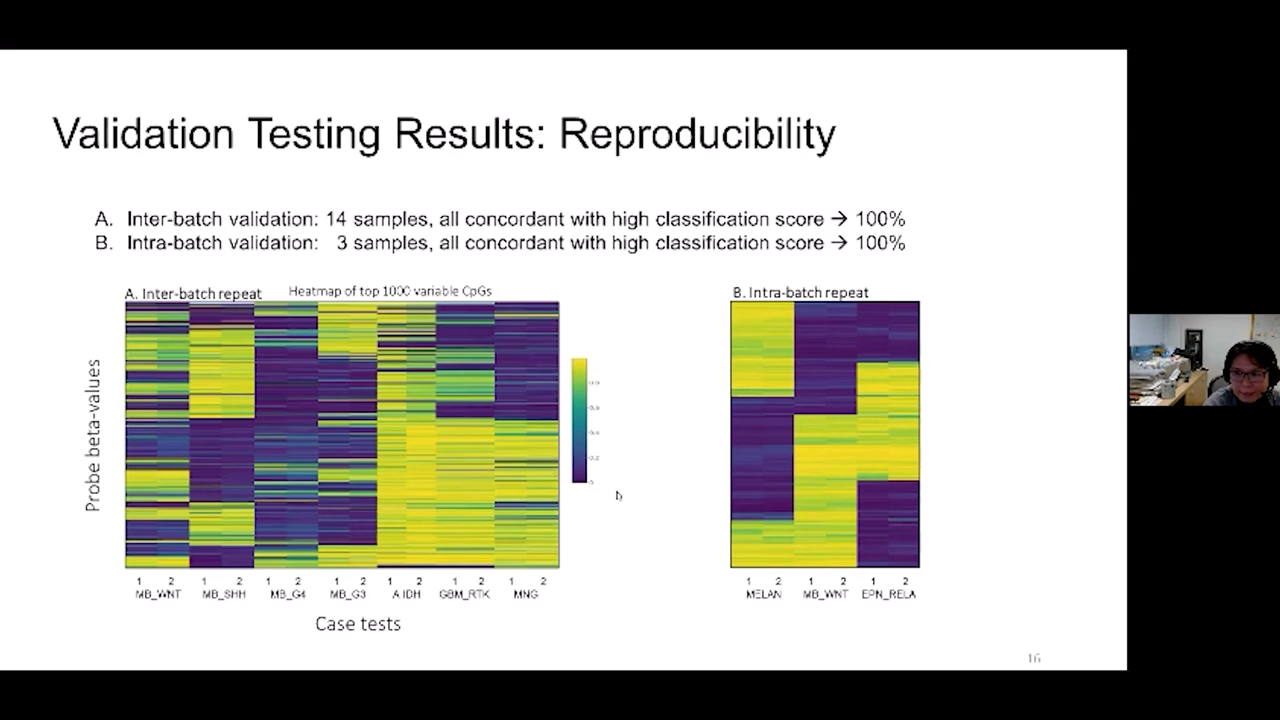 Validation Testing Results: Reproducibility
A. Inter-batch validation: 14 samples, all concordant with high classification score → 100%
B. Intra-batch validation: 3 samples, all concordant with high classification score → 100%
A. Inter-batch repeat
Heatmap of top 1000 variable CpGs
B. Intra-batch repeat
Probe beta-values
1 2 1 2 1 2 1 2 1 2 1 2 1 2
MB_WNT MB_SHH MB_G4 MB_G3 A IDH GBM_RTK MNG
1 2 1 2 1 2
MELAN MB_WNT EPN_RELA
Case tests
16